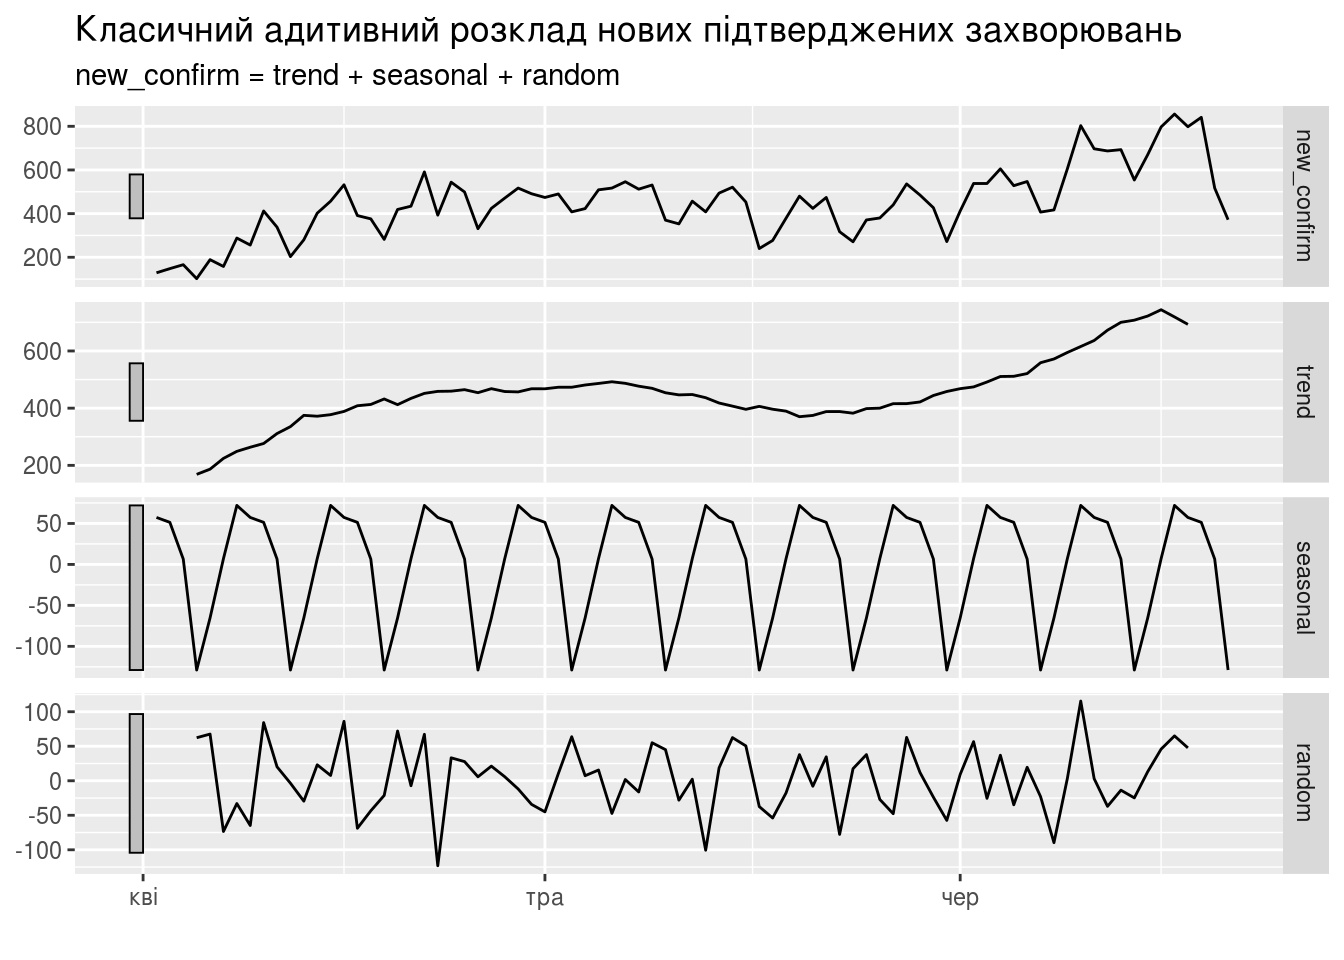 Класичний адитивний розклад нових підтверджених захворювань
new_confirm = trend + seasonal + random
800
600
400
200
new_confirm
600
400
200
trend
50
0
-50
-100
seasonal
100
50
0
-50
-100
random
кві тра чер